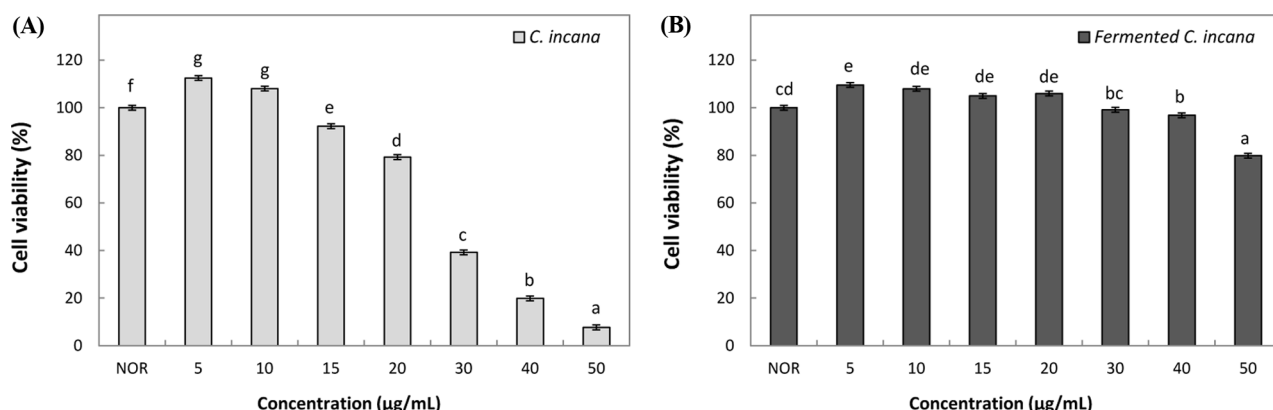 (A)
C. incana
Cell viability (%)
120
100
80
60
40
20
0
f
g
g
e
d
c
b
a
NOR 5 10 15 20 30 40 50
Concentration (µg/mL)
(B)
Fermented C. incana
Cell viability (%)
120
100
80
60
40
20
0
cd
e
de
de
de
bc
b
a
NOR 5 10 15 20 30 40 50
Concentration (µg/mL)